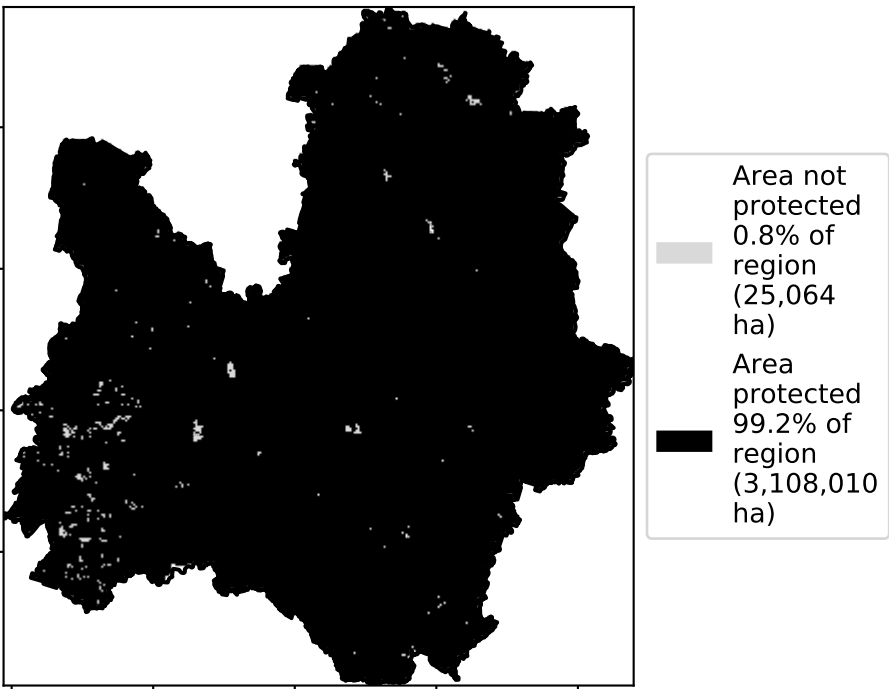 Area not
protected
0.8% of
region
(25,064
ha)
Area
protected
99.2% of
region
(3,108,010
ha)